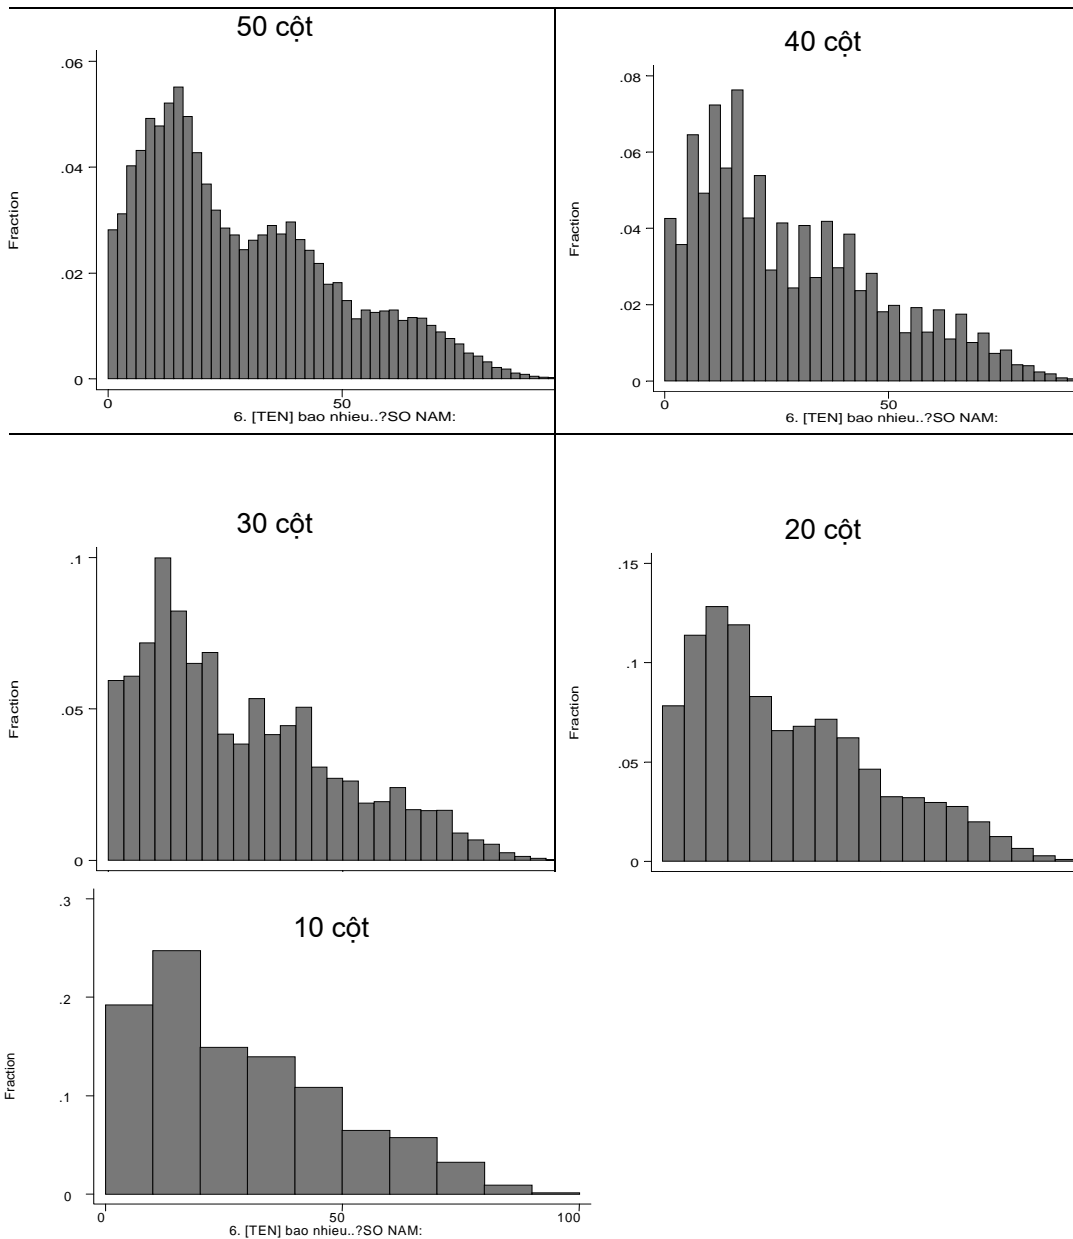 50 cột
.06
.04
.02
0
Fraction
0
50
6. [TEN] bao nhieu..?SO NAM:
40 cột
.08
.06
.04
.02
0
Fraction
0
50
6. [TEN] bao nhieu..?SO NAM:
30 cột
.1
.05
0
Fraction
20 cột
.15
.1
.05
0
Fraction
10 cột
.3
.2
.1
0
Fraction
0
50
100
6. [TEN] bao nhieu..?SO NAM: